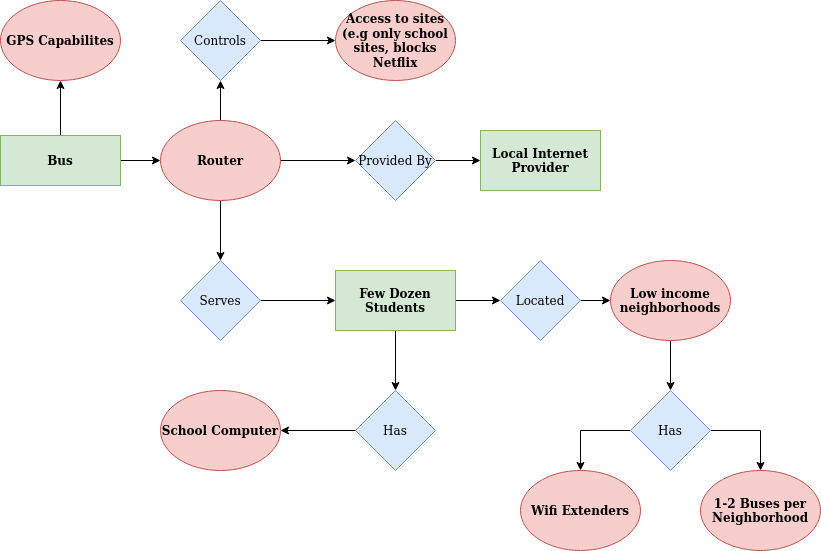 GPS Capabilites
Controls
Access to sites
(e.g only school
sites, blocks
Netflix
Bus
Router
Provided By
Local Internet
Provider
Serves
Few Dozen
Students
Located
Low income
neighborhoods
School Computer
Has
Has
Wifi Extenders
1-2 Buses per
Neighborhood